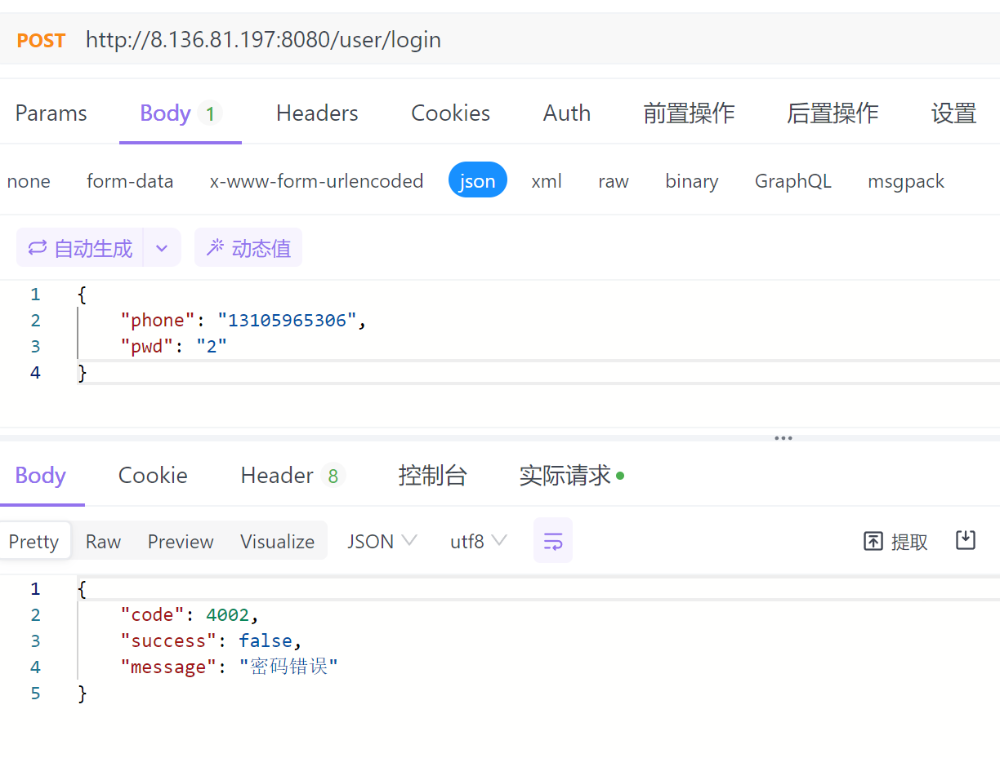 POST http://8.136.81.197:8080/user/login
Params Body 1 Headers Cookies Auth 前置操作 后置操作 设置
none form-data x-www-form-urlencoded json xml raw binary GraphQL msgpack
自动生成 动态值
1 {
2 "phone": "13105965306",
3 "pwd": "2"
4 }
Body Cookie Header 8 控制台 实际请求
Pretty Raw Preview Visualize JSON utf8 提取
1 {
2 "code": 4002,
3 "success": false,
4 "message": "密码错误"
5 }